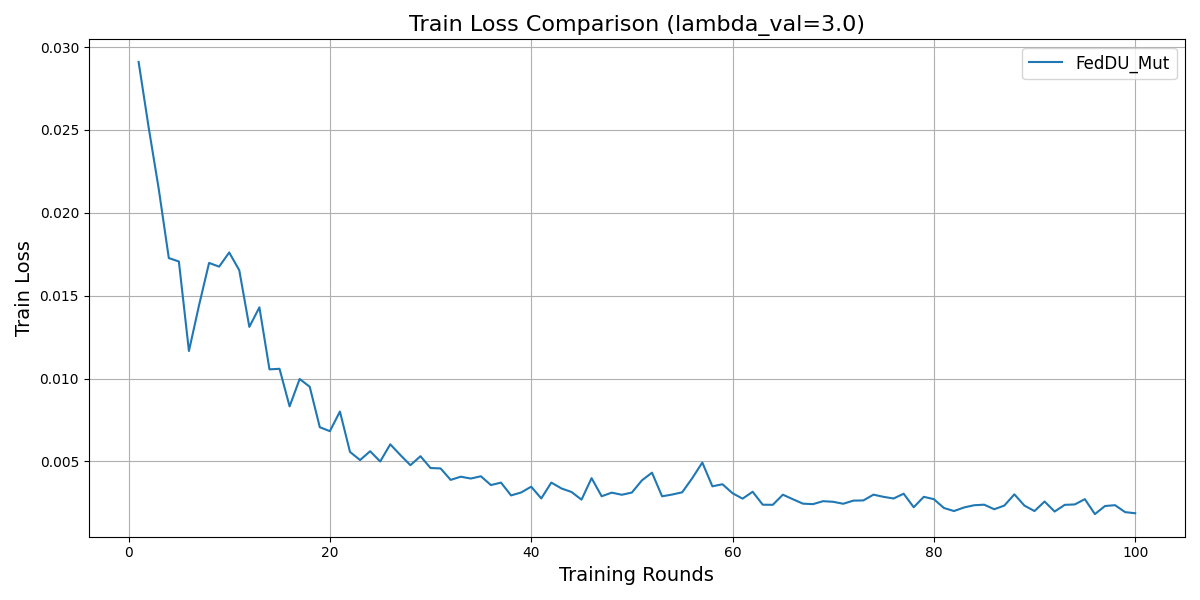 Train Loss Comparison (lambda_val=3.0)
FedDU_Mut
Train Loss
0.030
0.025
0.020
0.015
0.010
0.005
0 20 40 60 80 100
Training Rounds